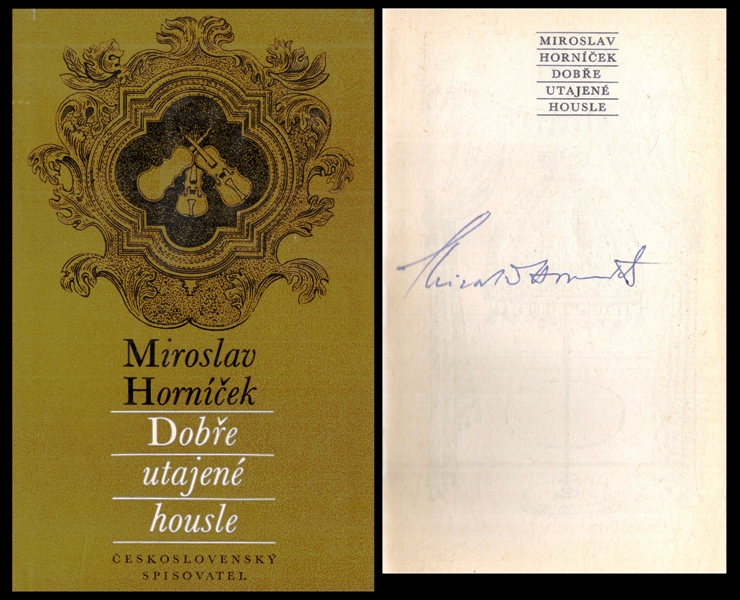 Miroslav
Horníček
Dobře
utajené
housle
ČESKOSLOVENSKÝ
SPISOVATEL
MIROSLAV
HORNÍČEK
DOBŘE
UTAJENÉ
HOUSLE